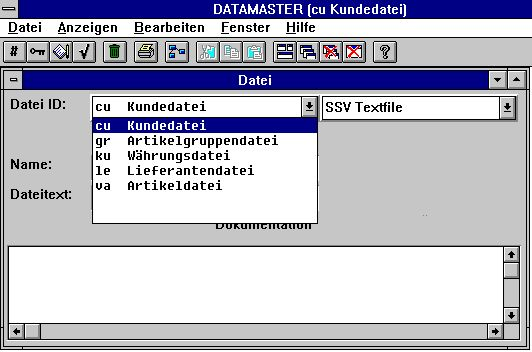 DATAMASTER (cu Kundedatei)
Datei Anzeigen Bearbeiten Fenster Hilfe
#
Datei
Datei ID: cu Kundedatei SSV Textfile
cu Kundedatei
gr Artikelgruppendatei
ku Währungsdatei
le Lieferantendatei
va Artikeldatei
Name:
Dateitext:
Dokumentation